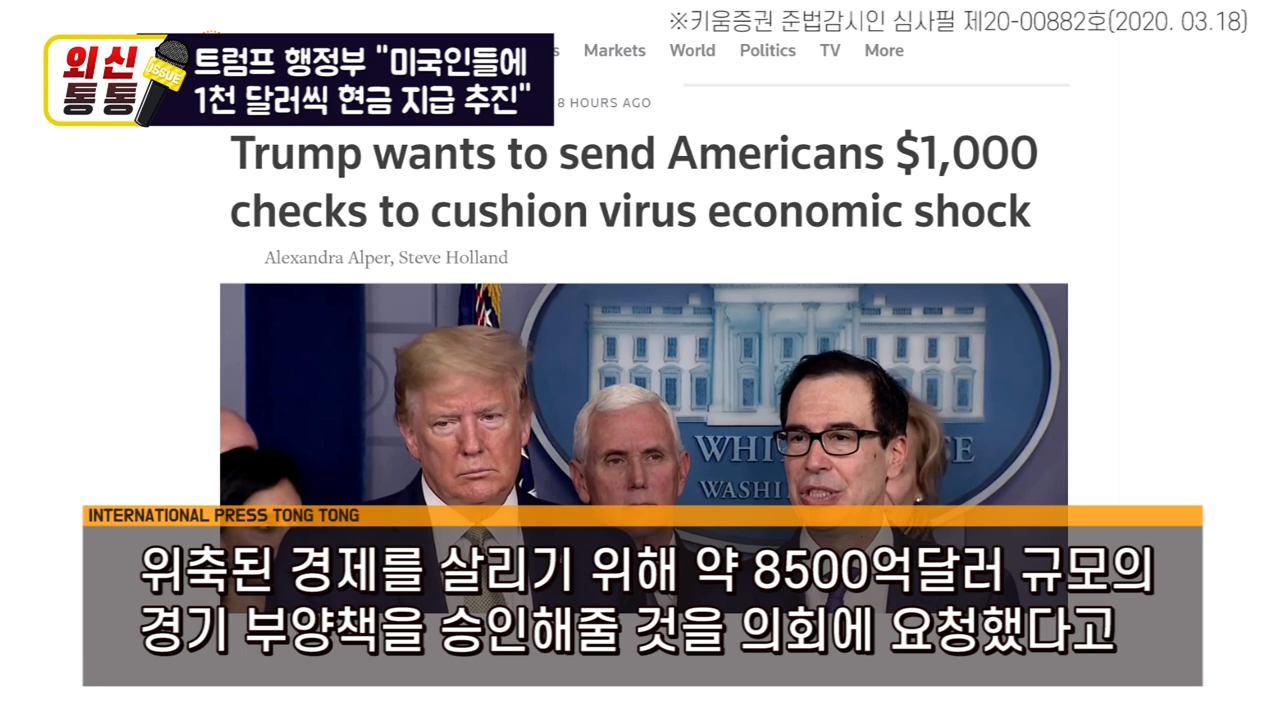 ※키움증권 준법감시인 심사필 제20-00882호(2020. 03.18)
s Markets World Politics TV More
외신
통통
ISSUE
트럼프 행정부 "미국인들에
1천 달러씩 현금 지급 추진"
8 HOURS AGO
Trump wants to send Americans $1,000
checks to cushion virus economic shock
Alexandra Alper, Steve Holland
WHI SE
WASHI
INTERNATIONAL PRESS TONG TONG
위축된 경제를 살리기 위해 약 8500억달러 규모의
경기 부양책을 승인해줄 것을 의회에 요청했다고